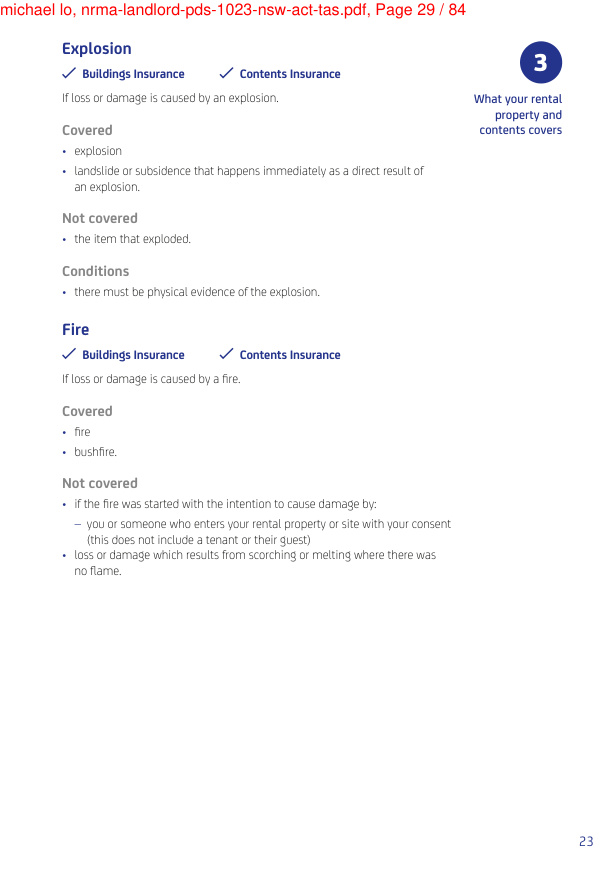 michael lo, nrma-landlord-pds-1023-nsw-act-tas.pdf, Page 29 / 84
Explosion
Buildings Insurance Contents Insurance
If loss or damage is caused by an explosion.
Covered
• explosion
• landslide or subsidence that happens immediately as a direct result of
an explosion.
Not covered
• the item that exploded.
Conditions
• there must be physical evidence of the explosion.
Fire
Buildings Insurance Contents Insurance
If loss or damage is caused by a fire.
Covered
• fire
• bushfire.
Not covered
• if the fire was started with the intention to cause damage by:
– you or someone who enters your rental property or site with your consent
(this does not include a tenant or their guest)
• loss or damage which results from scorching or melting where there was
no flame.
3
What your rental
property and
contents covers
23